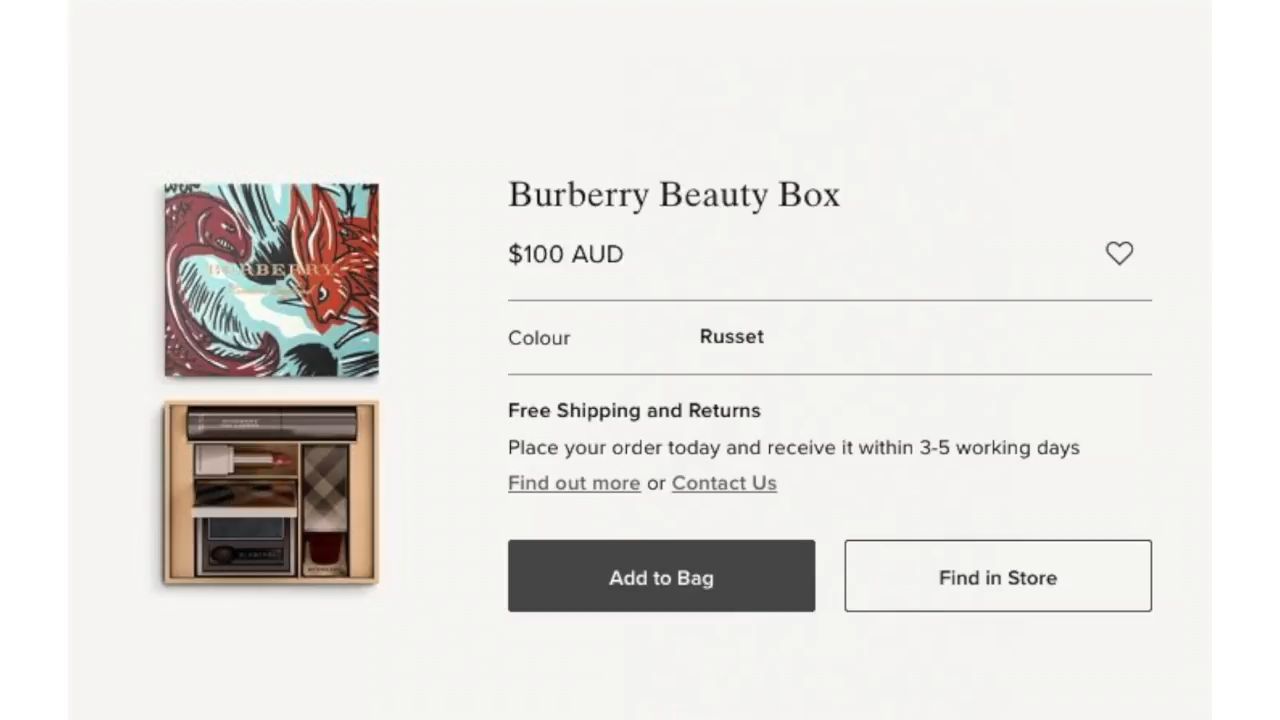 BURBERRY
Burberry Beauty Box
$100 AUD
Colour Russet
Free Shipping and Returns
Place your order today and receive it within 3-5 working days
Find out more or Contact Us
Add to Bag Find in Store